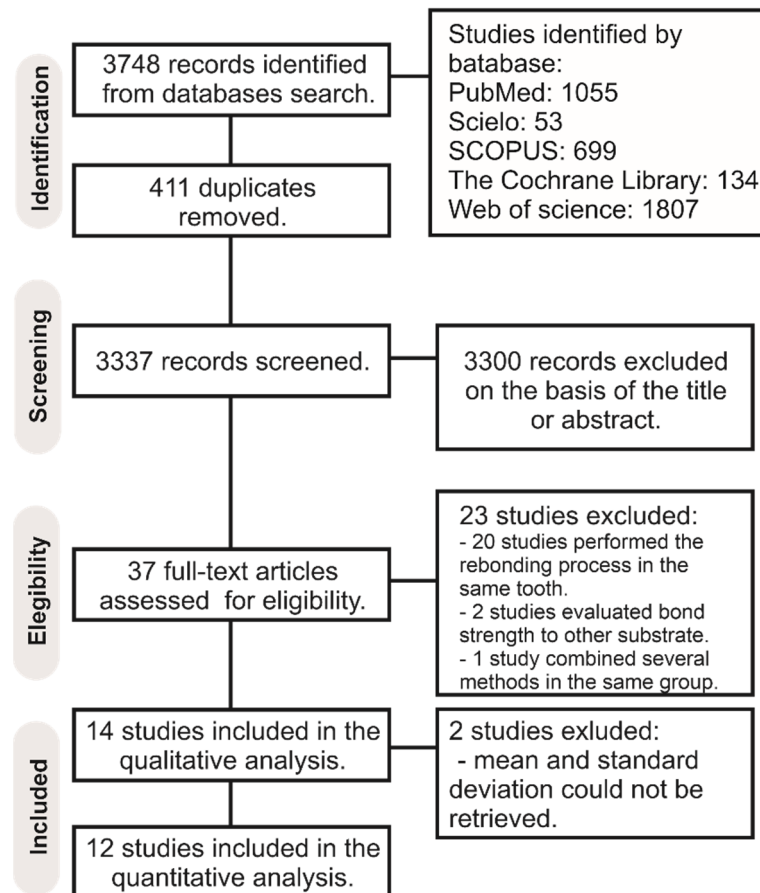 Identification
3748 records identified
from databases search.
Studies identified by
batabase:
PubMed: 1055
Scielo: 53
SCOPUS: 699
The Cochrane Library: 134
Web of science: 1807
411 duplicates
removed.
Screening
3337 records screened.
3300 records excluded
on the basis of the title
or abstract.
Elegibility
37 full-text articles
assessed for eligibility.
23 studies excluded:
- 20 studies performed the
rebonding process in the
same tooth.
- 2 studies evaluated bond
strength to other substrate.
- 1 study combined several
methods in the same group.
Included
14 studies included in the
qualitative analysis.
2 studies exluded:
- mean and standard
deviation could not be
retrieved.
12 studies included in the
quantitative analysis.